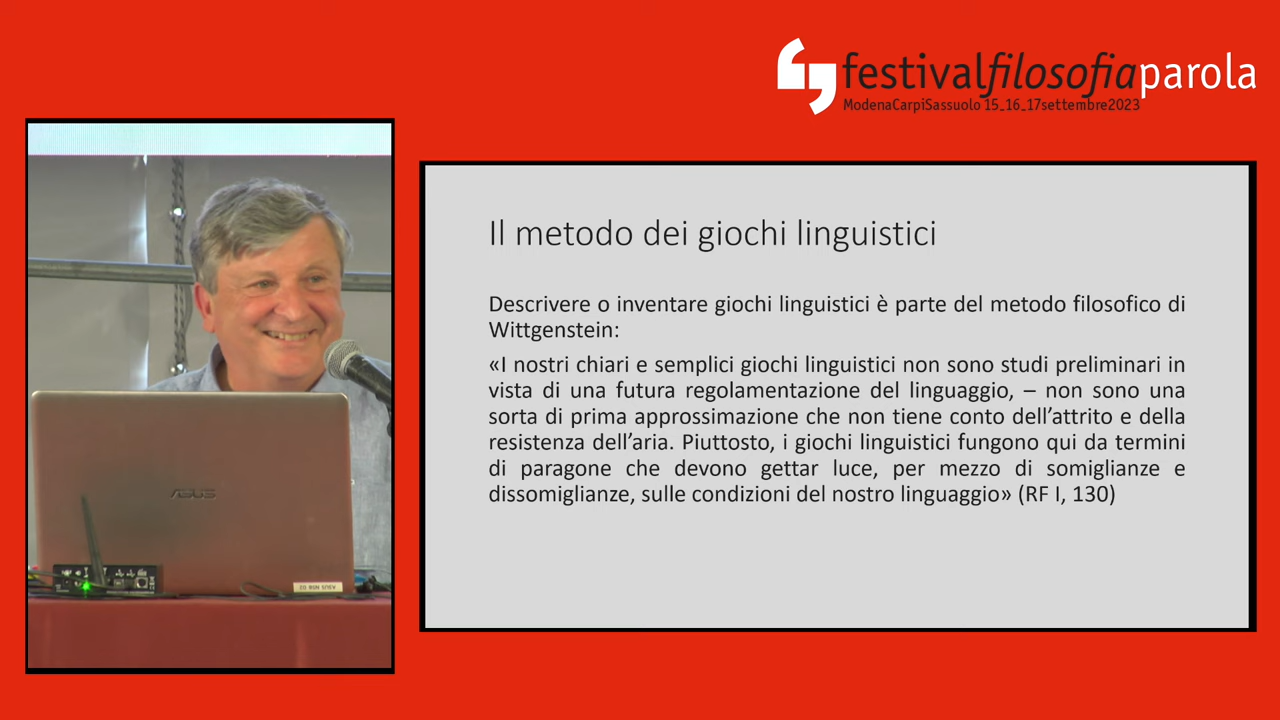 festivalfilosofiaparola
ModenaCarpiSassuolo 15_16_17settembre2023
Il metodo dei giochi linguistici
Descrivere o inventare giochi linguistici è parte del metodo filosofico di
Wittgenstein:
«I nostri chiari e semplici giochi linguistici non sono studi preliminari in
vista di una futura regolamentazione del linguaggio, – non sono una
sorta di prima approssimazione che non tiene conto dell’attrito e della
resistenza dell’aria. Piuttosto, i giochi linguistici fungono qui da termini
di paragone che devono gettar luce, per mezzo di somiglianze e
dissomiglianze, sulle condizioni del nostro linguaggio» (RF I, 130)
ASUS